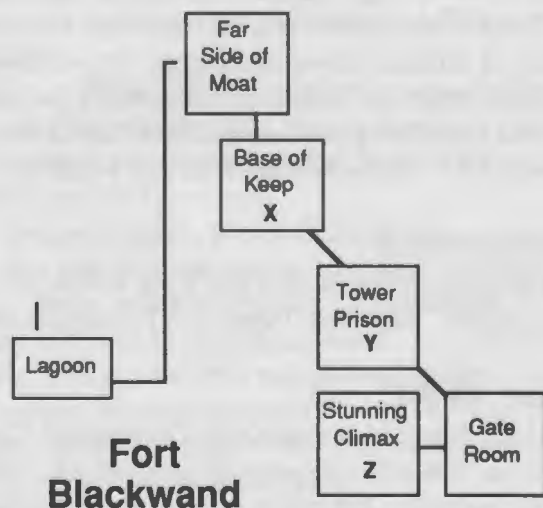 Far
Side of
Moat
Base of
Keep
X
Tower
Prison
Y
Lagoon
Stunning
Climax
Z
Gate
Room
Fort
Blackwand